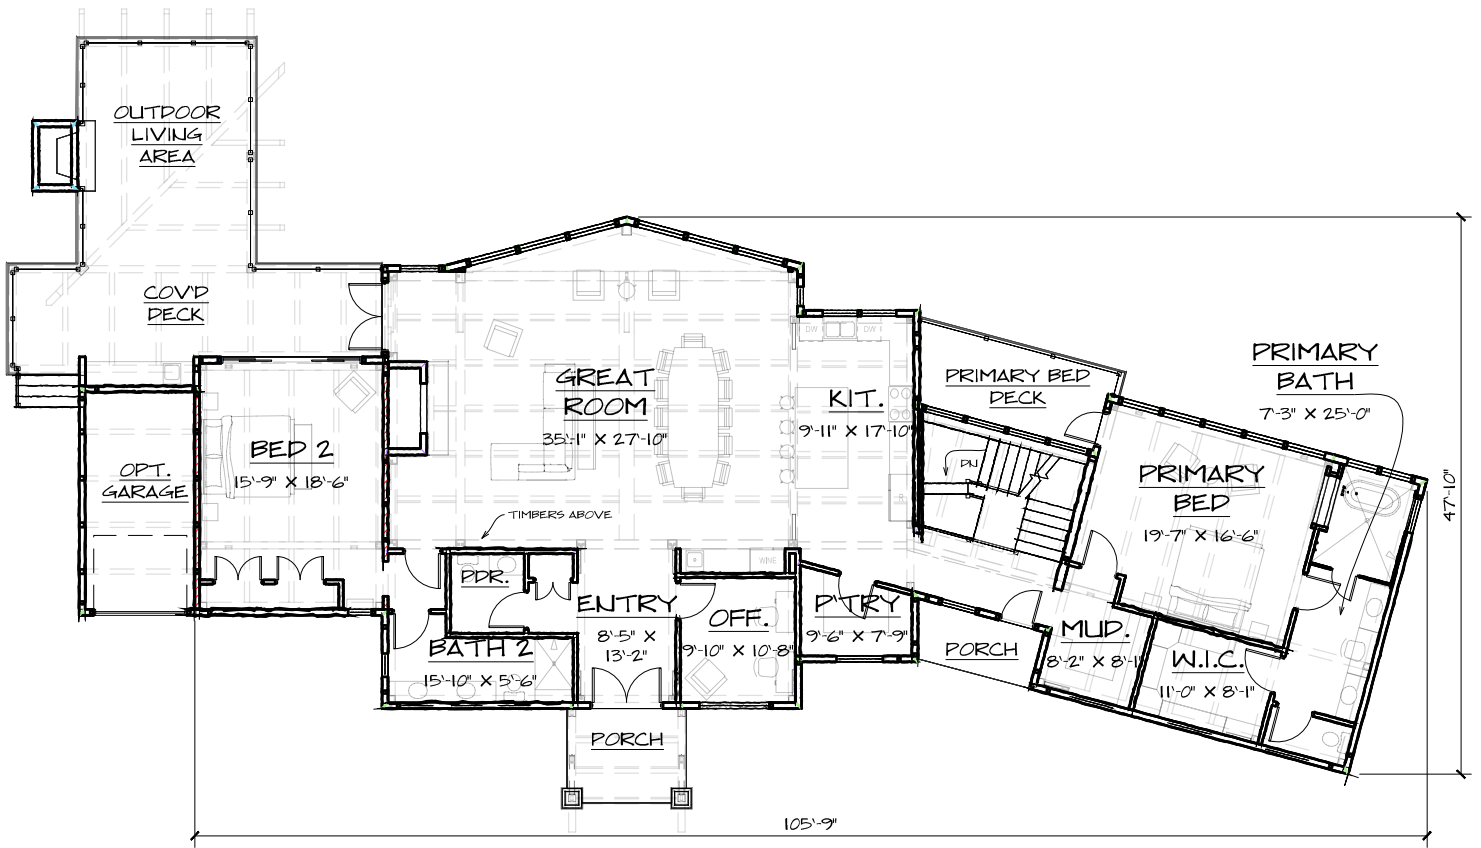 OUTDOOR
LIVING
AREA
COV'D
DECK
OPT.
GARAGE
BED 2
15'-9" X 18'-6"
GREAT
ROOM
35'-1" X 27'-10"
TIMBERS ABOVE
DW
DW
KIT.
9'-11" X 17'-10"
PRIMARY BED
DECK
DN
PRIMARY
BATH
7'-3" X 25'-0"
PRIMARY
BED
19'-7" X 16'-6"
47'-10"
PDR.
WINE
ENTRY
8'-5" X
13'-2"
OFF.
9'-10" X 10'-8"
P'TRY
9'-6" X 7'-9"
BATH 2
15'-10" X 5'-6"
PORCH
MUD.
8'-2" X 8'-1"
W.I.C.
11'-0" X 8'-1"
PORCH
105'-9"